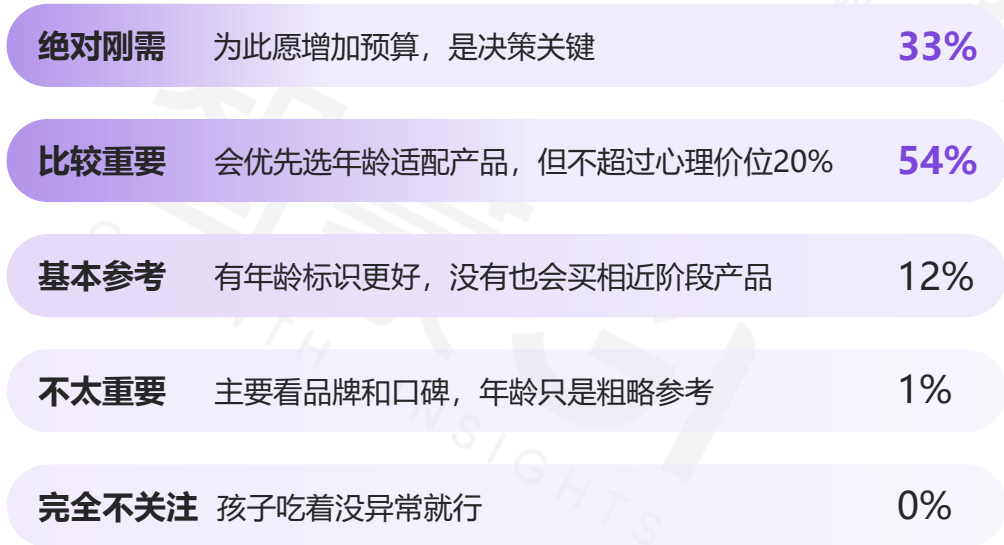 绝对刚需 为此愿增加预算，是决策关键 33%
比较重要 会优先选年龄适配产品，但不超过心理价位20% 54%
基本参考 有年龄标识更好，没有也会买相近阶段产品 12%
不太重要 主要看品牌和口碑，年龄只是粗略参考 1%
完全不关注 孩子吃着没异常就行 0%
INSIGHTS